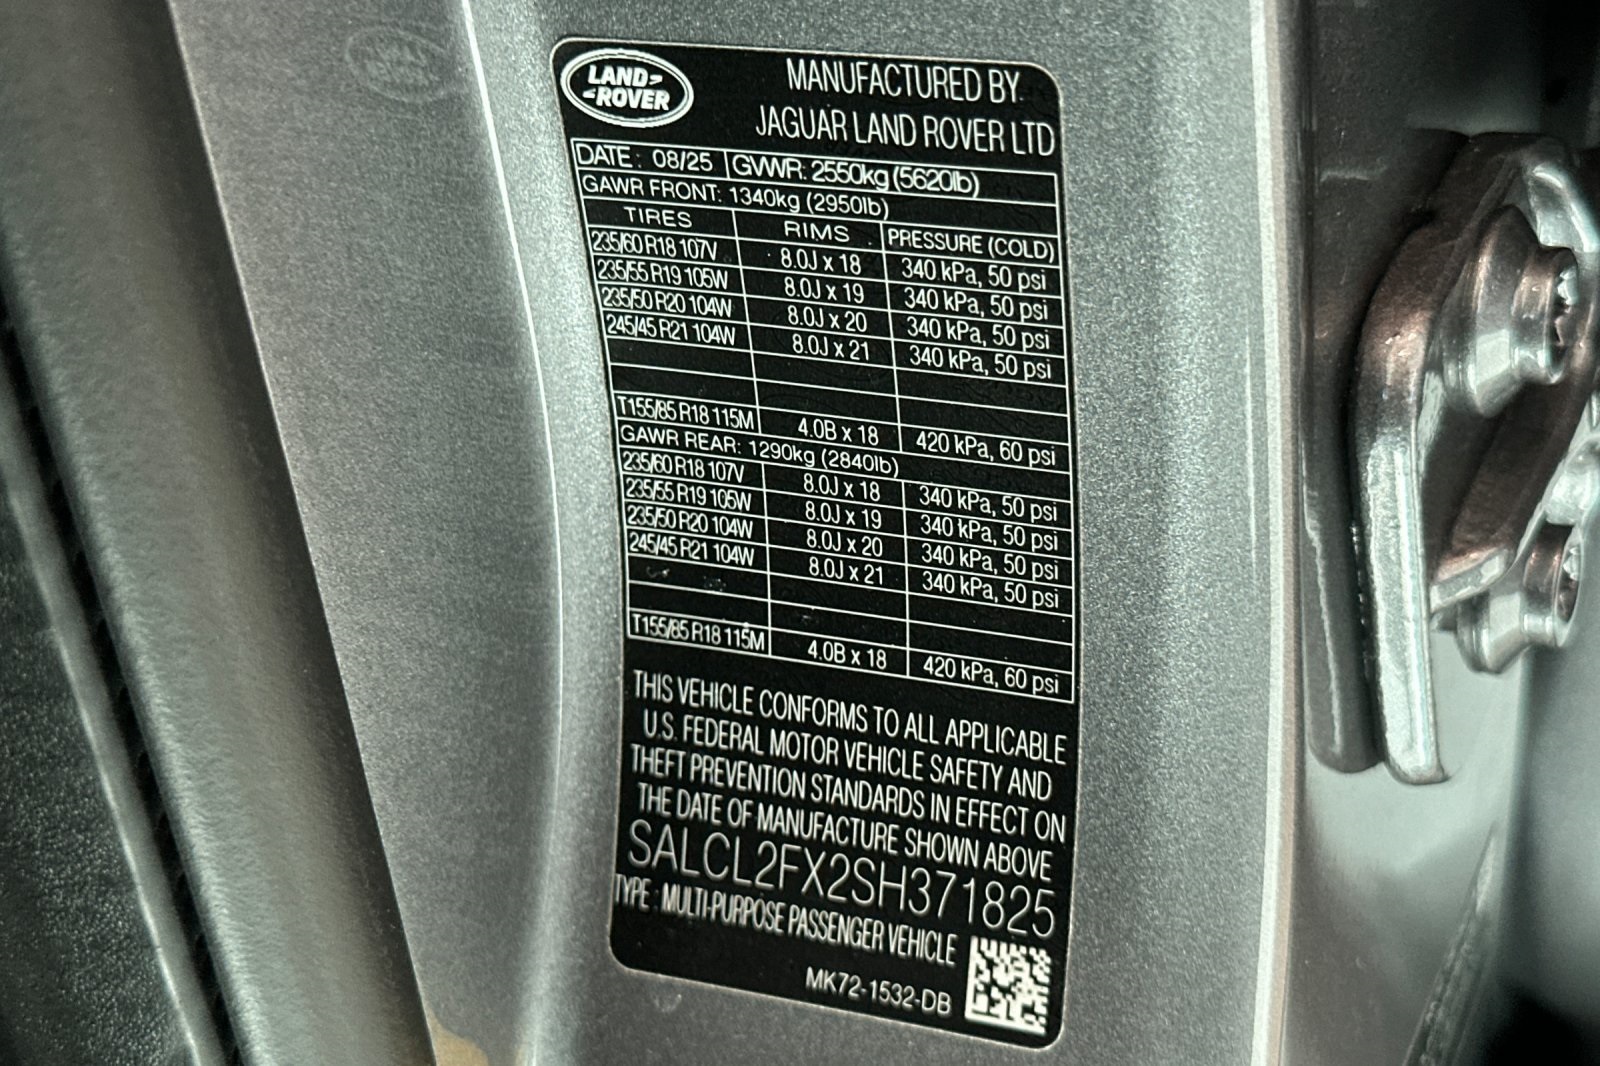 LAND ROVER
MANUFACTURED BY
JAGUAR LAND ROVER LTD
DATE: 08/25 GVWR: 2550kg (5620lb)
GAWR FRONT: 1340kg (2950lb)
TIRES RIMS PRESSURE (COLD)
235/60 R18 107V 8.0J x 18 340 kPa, 50 psi
235/55 R19 105W 8.0J x 19 340 kPa, 50 psi
235/50 R20 104W 8.0J x 20 340 kPa, 50 psi
245/45 R21 104W 8.0J x 21 340 kPa, 50 psi
T155/85 R18 115M 4.0B x 18 420 kPa, 60 psi
GAWR REAR: 1290kg (2840lb)
235/60 R18 107V 8.0J x 18 340 kPa, 50 psi
235/55 R19 105W 8.0J x 19 340 kPa, 50 psi
235/50 R20 104W 8.0J x 20 340 kPa, 50 psi
245/45 R21 104W 8.0J x 21 340 kPa, 50 psi
T155/85 R18 115M 4.0B x 18 420 kPa, 60 psi
THIS VEHICLE CONFORMS TO ALL APPLICABLE
U.S. FEDERAL MOTOR VEHICLE SAFETY AND
THEFT PREVENTION STANDARDS IN EFFECT ON
THE DATE OF MANUFACTURE SHOWN ABOVE
SALCL2FX2SH371825
TYPE: MULTI-PURPOSE PASSENGER VEHICLE
MK72-1532-DB